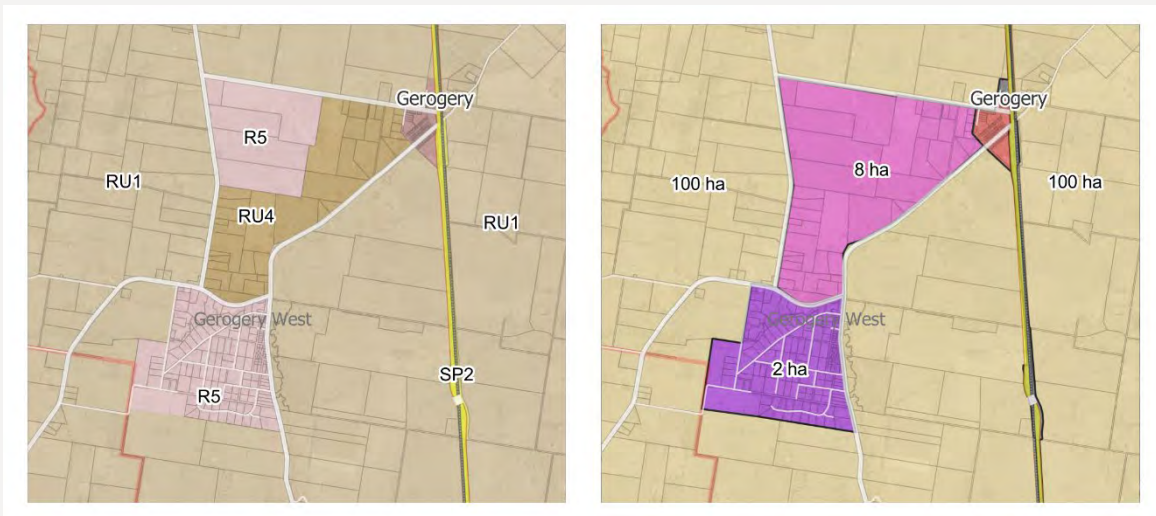 Gerogery
R5
RU1
RU4
RU1
Gerogery West
SP2
R5
Gerogery
8 ha
100 ha
100 ha
Gerogery West
2 ha